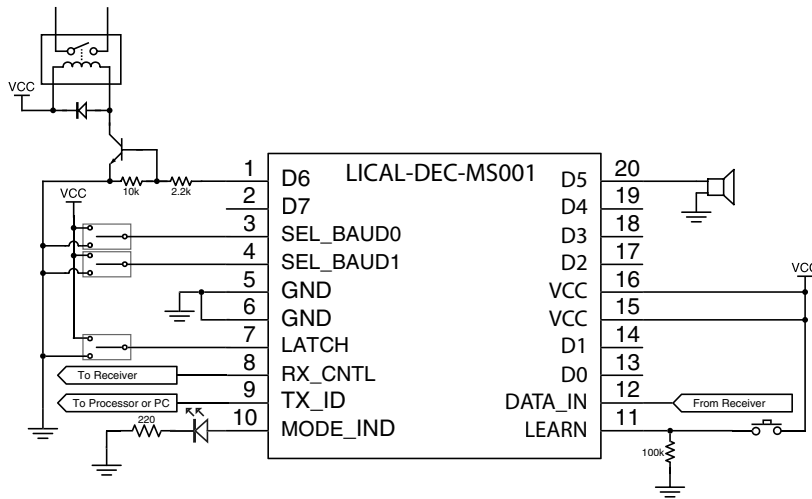 VCC
LICAL-DEC-MS001
10k
2.2k
VCC
1 D6
2 D7
3 SEL_BAUD0
4 SEL_BAUD1
5 GND
6 GND
7 LATCH
8 RX_CNTL
9 TX_ID
10 MODE_IND
To Receiver
To Processor or PC
220
D5 20
D4 19
D3 18
D2 17
VCC 16
VCC 15
D1 14
D0 13
DATA_IN 12
LEARN 11
VCC
From Receiver
100k